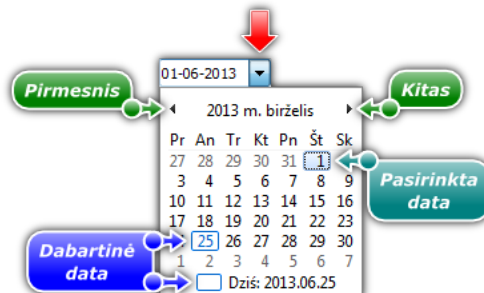 01-06-2013
Pirmesnis
Kitas
2013 m. birželis
Pr An Tr Kt Pn Št Sk
27 28 29 30 31 1
3 4 5 6 7 8 9
Pasirinkta
data
10 11 12 13 14 15 16
17 18 19 20 21 22 23
25 26 27 28 29 30
Dabartinė
data
1 2 3 4 5 6 7
Dziś: 2013.06.25